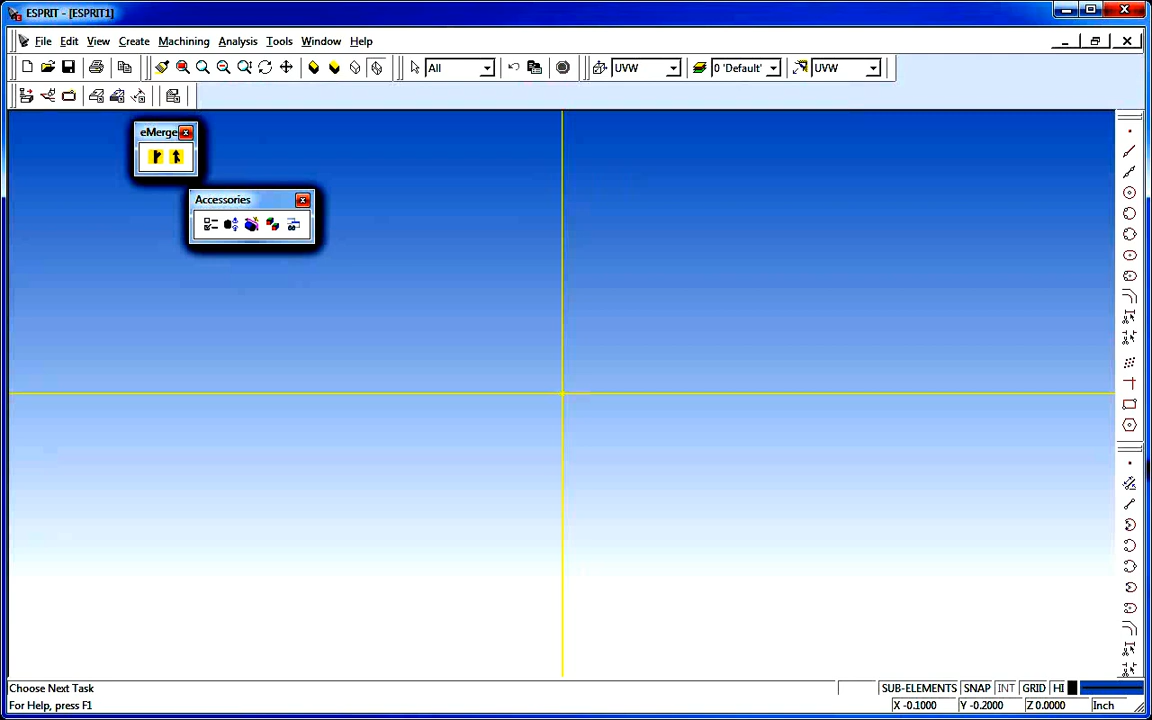 ESPRIT - [ESPRIT1]
File Edit View Create Machining Analysis Tools Window Help
All UVW 0 'Default' UVW
eMerge
Accessories
Choose Next Task SUB-ELEMENTS SNAP INT GRID HI
For Help, press F1 X -0.1000 Y -0.2000 Z 0.0000 Inch